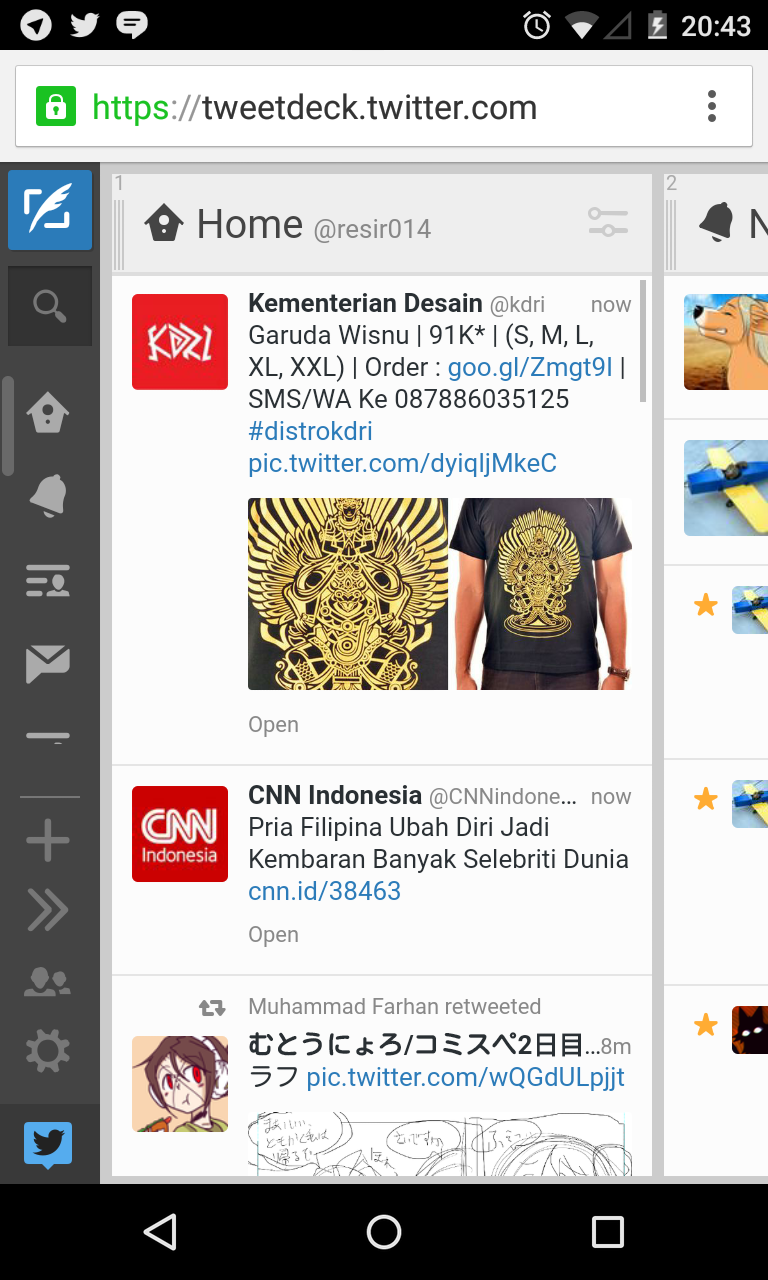 20:43
https://tweetdeck.twitter.com
1
Home @resir014
2
N
KDRI
Kementerian Desain @kdri now
Garuda Wisnu | 91K* | (S, M, L,
XL, XXL) | Order : goo.gl/Zmgt9l |
SMS/WA Ke 087886035125
#distrokdri
pic.twitter.com/dyiqljMkeC
Open
CNN
Indonesia
CNN Indonesia @CNNindone... now
Pria Filipina Ubah Diri Jadi
Kembaran Banyak Selebriti Dunia
cnn.id/38463
Open
Muhammad Farhan retweeted
むとうにょろ/コミスペ2日目...8m
ラフ pic.twitter.com/wQGdULpjjt